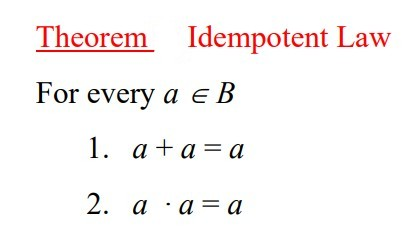 Theorem Idempotent Law
For every a ∈ B
1. a + a = a
2. a · a = a